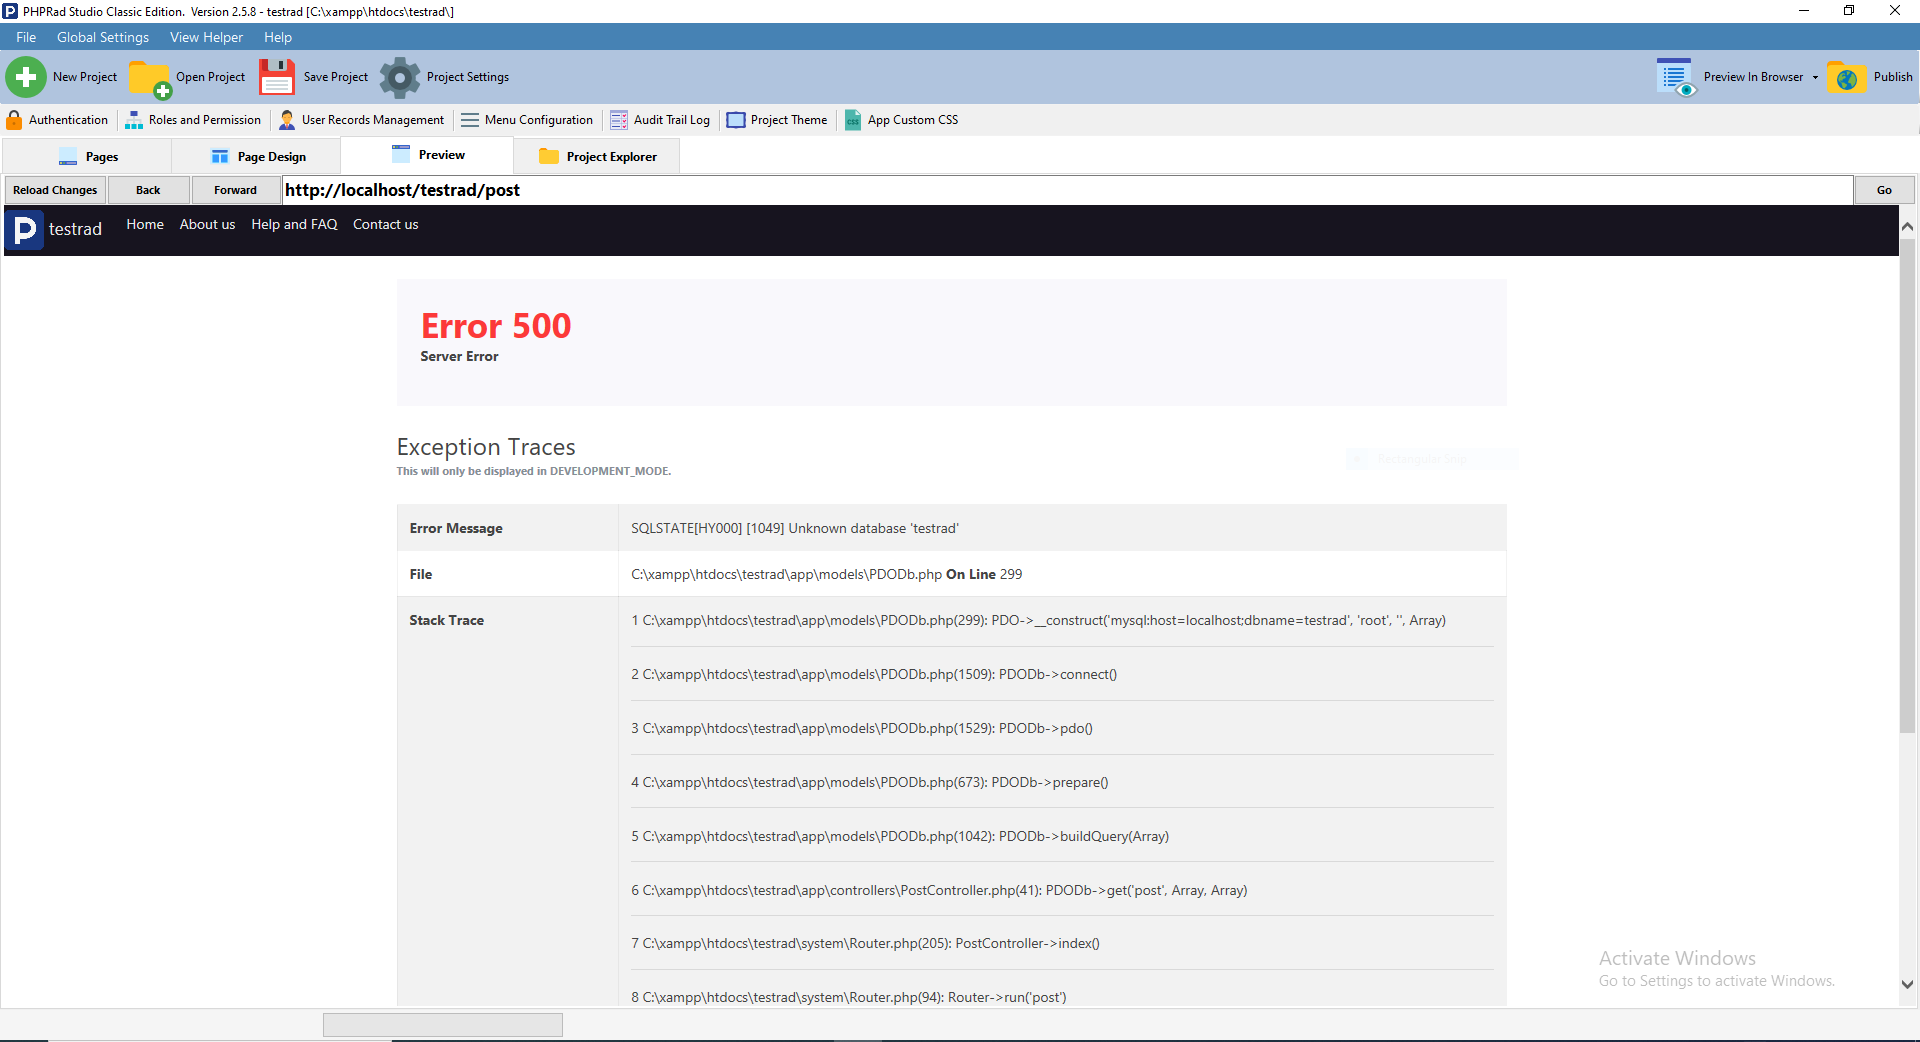 PHPRad Studio Classic Edition. Version 2.5.8 - testrad [C:\xampp\htdocs\testrad\]
File Global Settings View Helper Help
New Project Open Project Save Project Project Settings Preview In Browser Publish
Authentication Roles and Permission User Records Management Menu Configuration Audit Trail Log Project Theme App Custom CSS
Pages Page Design Preview Project Explorer
Reload Changes Back Forward http://localhost/testrad/post Go
testrad Home About us Help and FAQ Contact us
Error 500
Server Error
Exception Traces
This will only be displayed in DEVELOPMENT_MODE.
Rectangular Snip
Error Message SQLSTATE[HY000] [1049] Unknown database 'testrad'
File C:\xampp\htdocs\testrad\app\models\PDODb.php On Line 299
Stack Trace 1 C:\xampp\htdocs\testrad\app\models\PDODb.php(299): PDO->__construct('mysql:host=localhost;dbname=testrad', 'root', '', Array)
2 C:\xampp\htdocs\testrad\app\models\PDODb.php(1509): PDODb->connect()
3 C:\xampp\htdocs\testrad\app\models\PDODb.php(1529): PDODb->pdo()
4 C:\xampp\htdocs\testrad\app\models\PDODb.php(673): PDODb->prepare()
5 C:\xampp\htdocs\testrad\app\models\PDODb.php(1042): PDODb->buildQuery(Array)
6 C:\xampp\htdocs\testrad\app\controllers\PostController.php(41): PDODb->get('post', Array, Array)
7 C:\xampp\htdocs\testrad\system\Router.php(205): PostController->index()
8 C:\xampp\htdocs\testrad\system\Router.php(94): Router->run('post')
Activate Windows
Go to Settings to activate Windows.